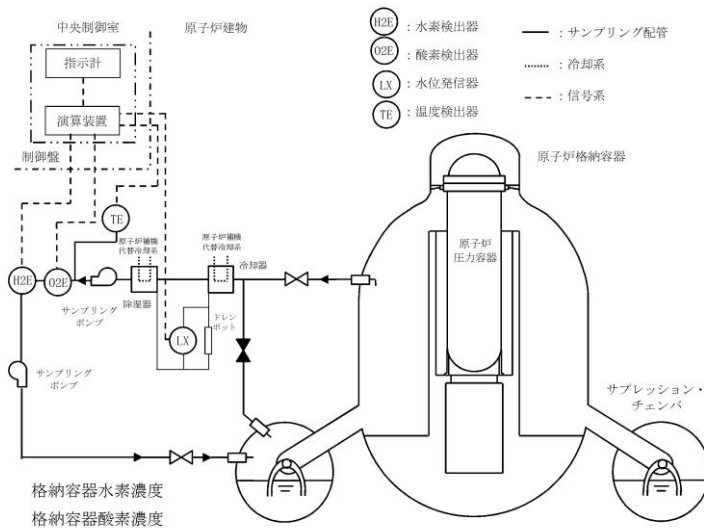 中央制御室
原子炉建物
指示計
演算装置
制御盤
H2E：水素検出器
O2E：酸素検出器
LX：水位発信器
TE：温度検出器
：サンプリング配管
：冷却系
：信号系
原子炉格納容器
原子炉
圧力容器
TE
原子炉補機
代替冷却系
原子炉補機
代替冷却系
冷却器
H2E
O2E
除湿器
サンプリング
ポンプ
ドレン
ポット
LX
サンプリング
ポンプ
サプレッション・
チェンバ
格納容器水素濃度
格納容器酸素濃度